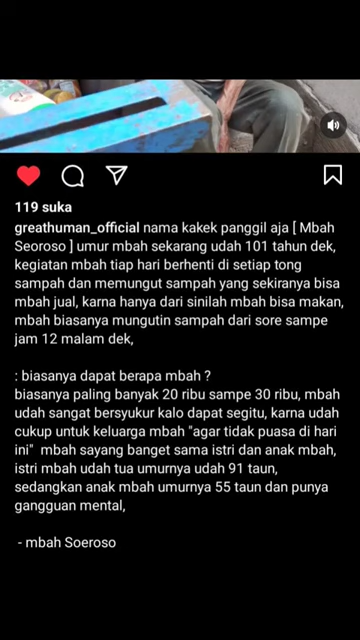 119 suka
greathuman_official nama kakek panggil aja [ Mbah
Seoroso ] umur mbah sekarang udah 101 tahun dek,
kegiatan mbah tiap hari berhenti di setiap tong
sampah dan memungut sampah yang sekiranya bisa
mbah jual, karna hanya dari sinilah mbah bisa makan,
mbah biasanya mungutin sampah dari sore sampe
jam 12 malam dek,
: biasanya dapat berapa mbah ?
biasanya paling banyak 20 ribu sampe 30 ribu, mbah
udah sangat bersyukur kalo dapat segitu, karna udah
cukup untuk keluarga mbah "agar tidak puasa di hari
ini"  mbah sayang banget sama istri dan anak mbah,
istri mbah udah tua umurnya udah 91 taun,
sedangkan anak mbah umurnya 55 taun dan punya
gangguan mental,
- mbah Soeroso